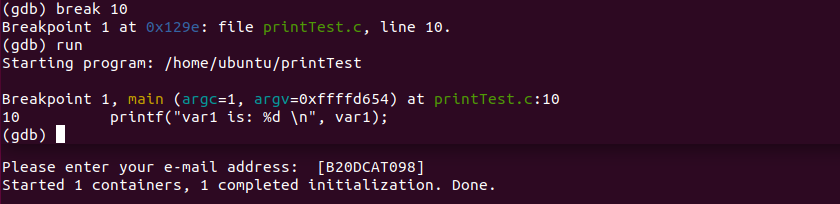 (gdb) break 10
Breakpoint 1 at 0x129e: file printTest.c, line 10.
(gdb) run
Starting program: /home/ubuntu/printTest
Breakpoint 1, main (argc=1, argv=0xffffd654) at printTest.c:10
10          printf("var1 is: %d \n", var1);
(gdb)
Please enter your e-mail address:  [B20DCAT098]
Started 1 containers, 1 completed initialization. Done.